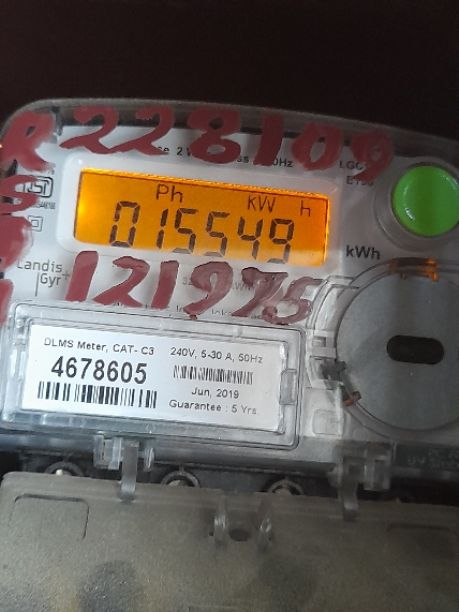 R228109
Ph kW h
015549
kWh
Landis
Gyr+
121975
DLMS Meter, CAT- C3 240V, 5-30 A, 50Hz
4678605
Jun, 2019
Guarantee : 5 Yrs.